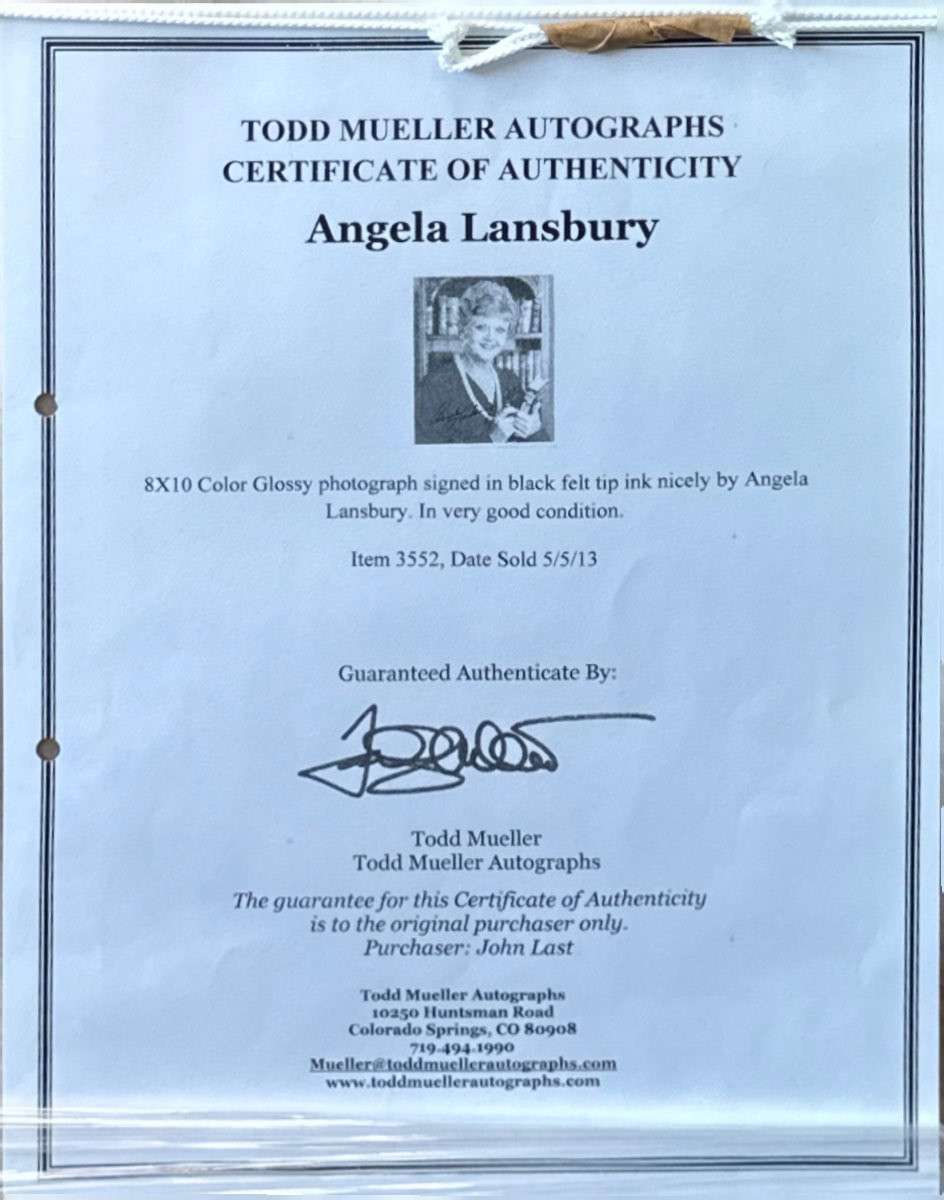 TODD MUELLER AUTOGRAPHS
CERTIFICATE OF AUTHENTICITY
Angela Lansbury
8X10 Color Glossy photograph signed in black felt tip ink nicely by Angela
Lansbury. In very good condition.
Item 3552, Date Sold 5/5/13
Guaranteed Authenticate By:
Todd Mueller
Todd Mueller Autographs
The guarantee for this Certificate of Authenticity
is to the original purchaser only.
Purchaser: John Last
Todd Mueller Autographs
10250 Huntsman Road
Colorado Springs, CO 80908
719-494-1990
Mueller@toddmuellerautographs.com
www.toddmuellerautographs.com